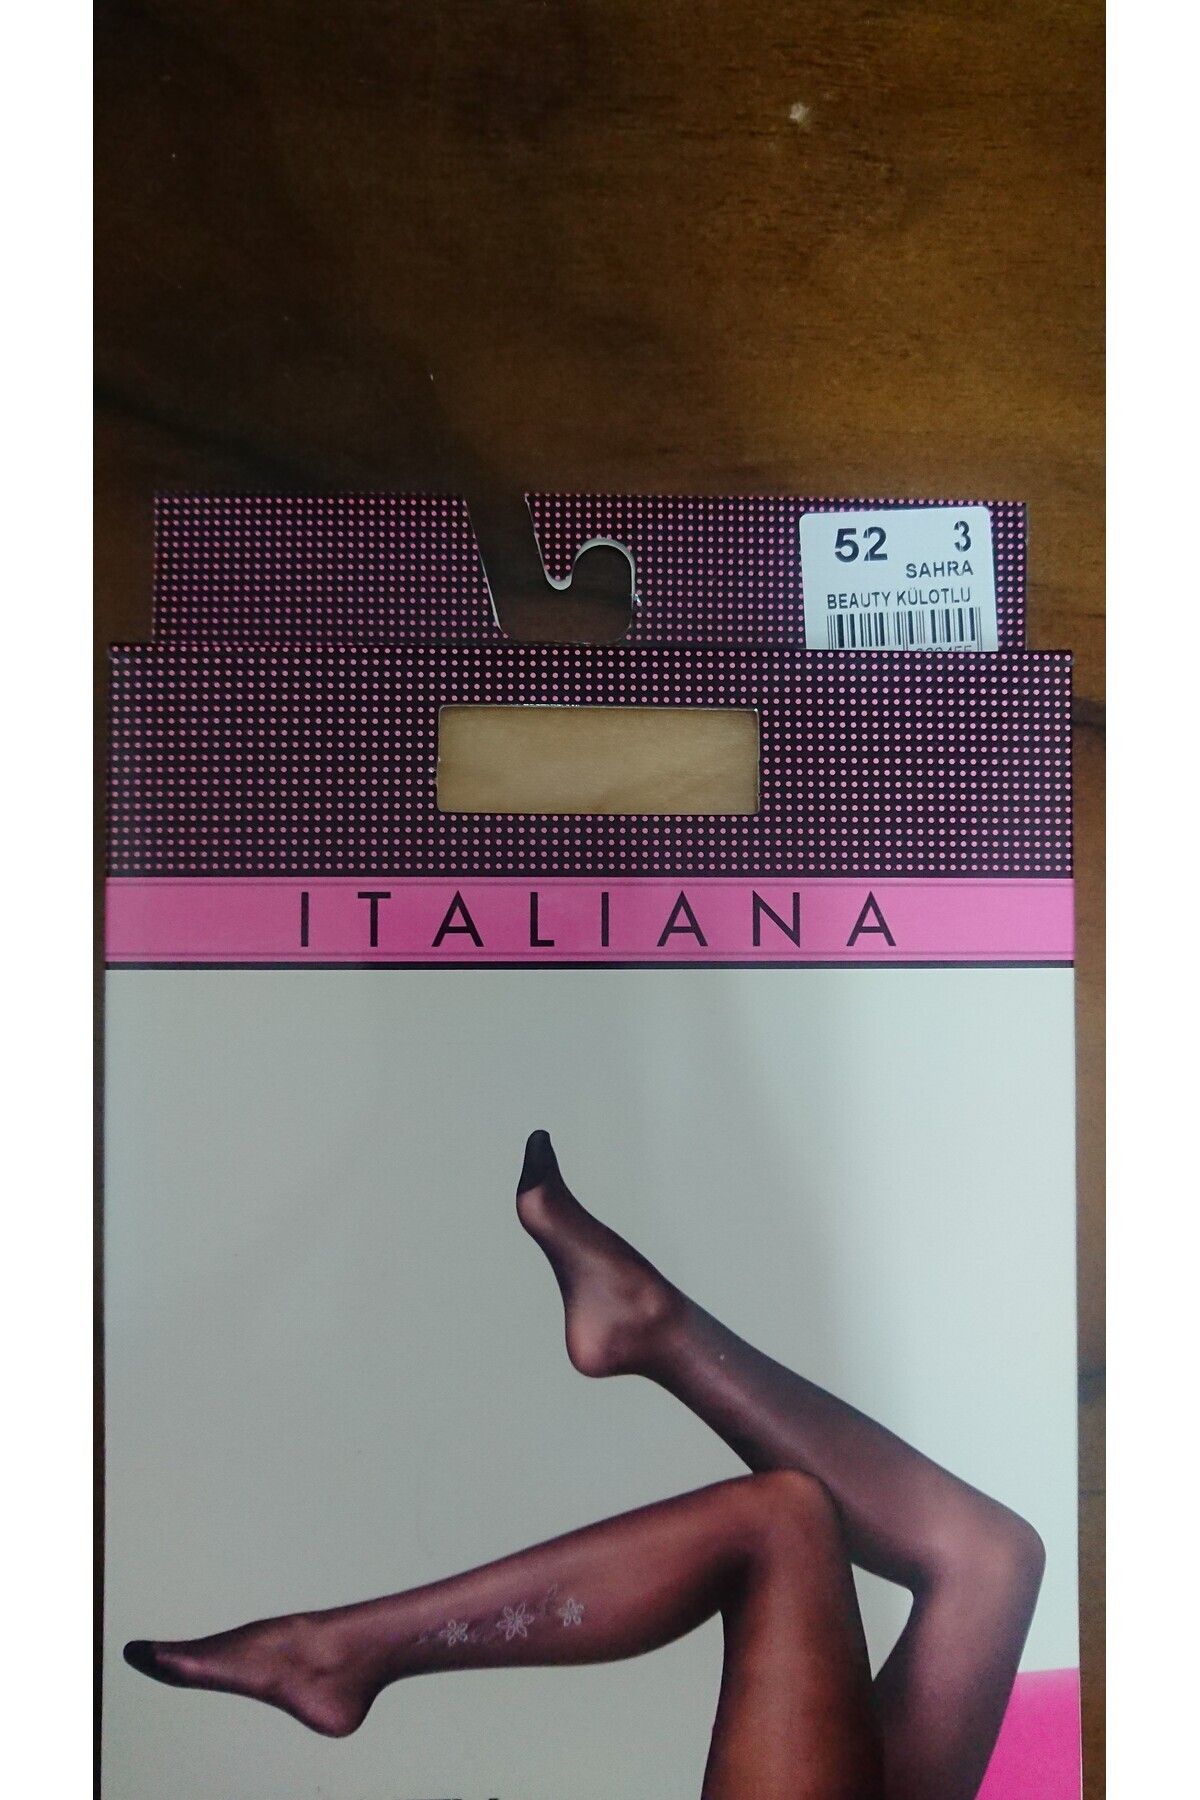 52 3
SAHRA
BEAUTY KÜLOTLU
ITALIANA